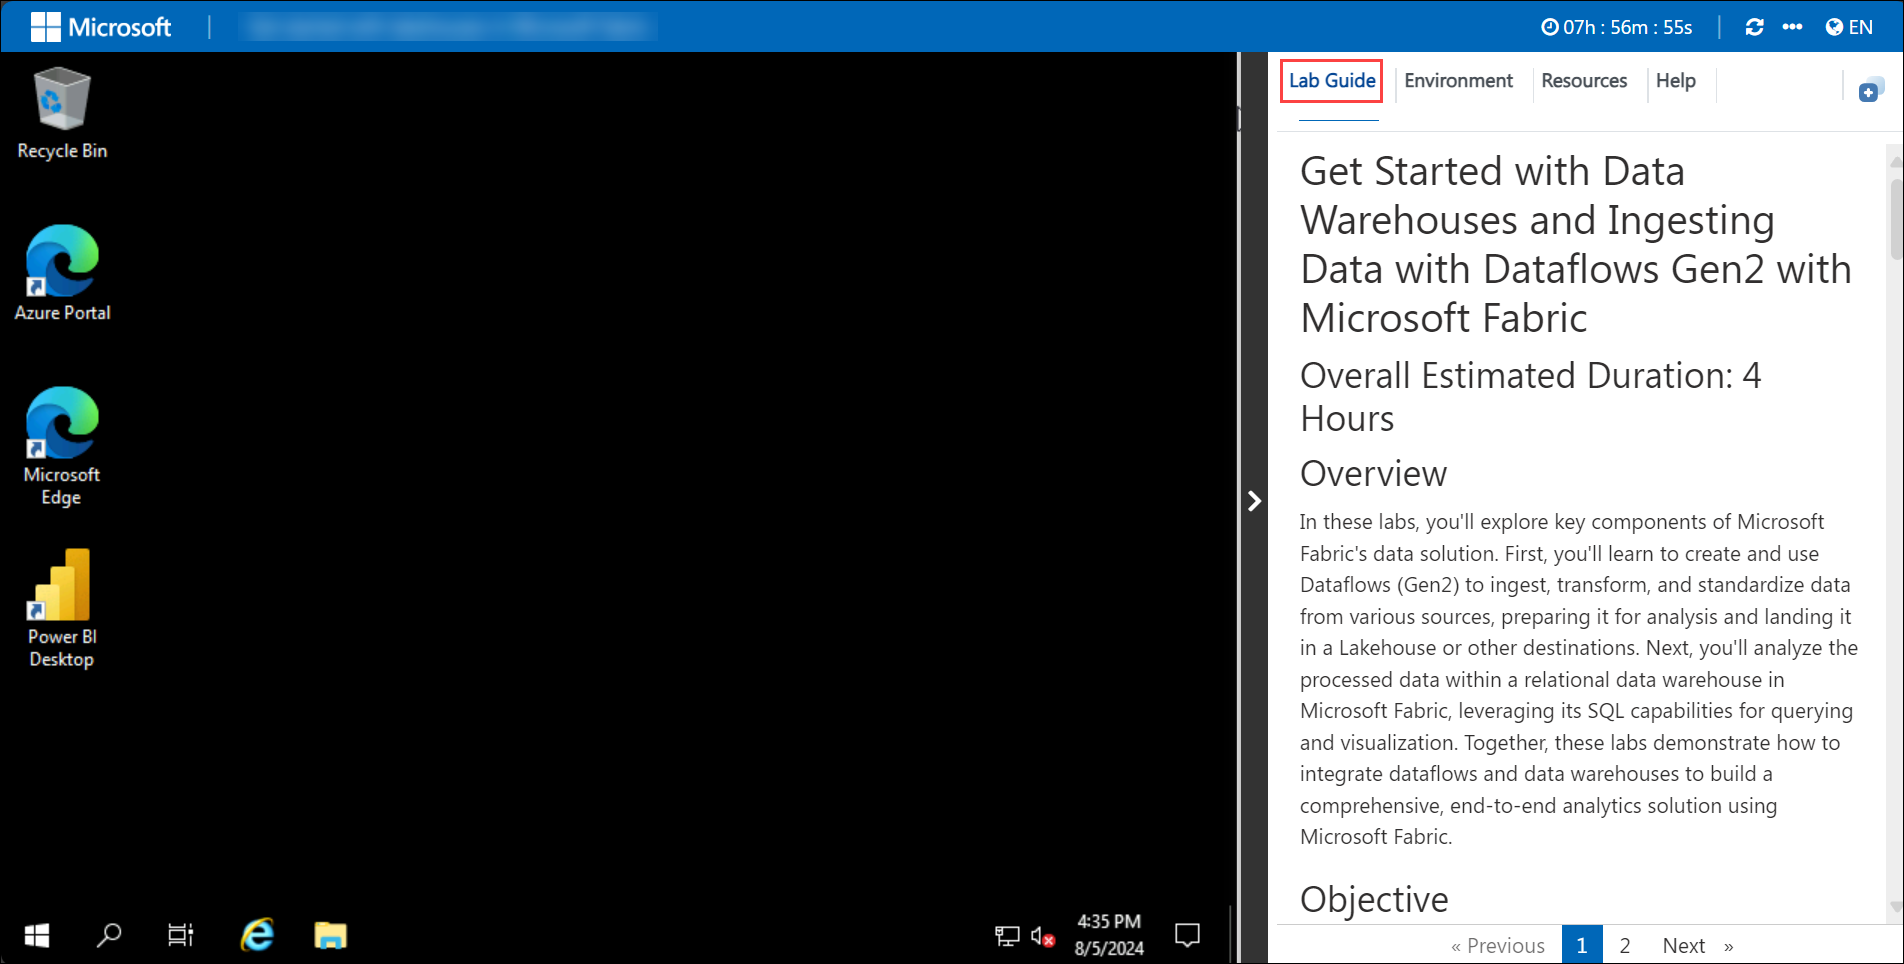 Microsoft
07h : 56m : 55s
EN
Recycle Bin
Azure Portal
Microsoft
Edge
Power BI
Desktop
4:35 PM
8/5/2024
Lab Guide
Environment
Resources
Help
Get Started with Data
Warehouses and Ingesting
Data with Dataflows Gen2 with
Microsoft Fabric
Overall Estimated Duration: 4
Hours
Overview
In these labs, you'll explore key components of Microsoft
Fabric's data solution. First, you'll learn to create and use
Dataflows (Gen2) to ingest, transform, and standardize data
from various sources, preparing it for analysis and landing it
in a Lakehouse or other destinations. Next, you'll analyze the
processed data within a relational data warehouse in
Microsoft Fabric, leveraging its SQL capabilities for querying
and visualization. Together, these labs demonstrate how to
integrate dataflows and data warehouses to build a
comprehensive, end-to-end analytics solution using
Microsoft Fabric.
Objective
« Previous 1 2 Next »